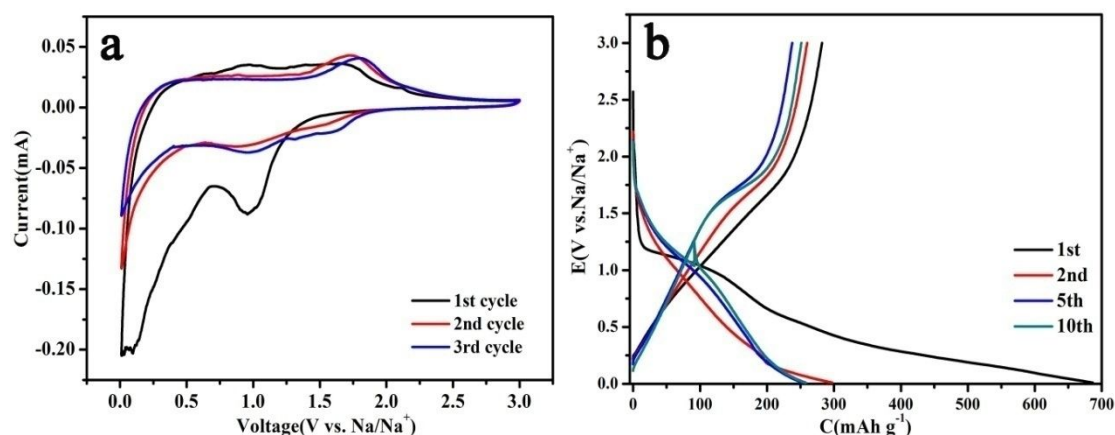 a
0.05
0.00
-0.05
-0.10
-0.15
-0.20
Current(mA)
1st cycle
2nd cycle
3rd cycle
0.0 0.5 1.0 1.5 2.0 2.5 3.0
Voltage(V vs. Na/Na+)
b
3.0
2.5
2.0
1.5
1.0
0.5
0.0
E(V vs.Na/Na+)
1st
2nd
5th
10th
0 100 200 300 400 500 600 700
C(mAh g-1)